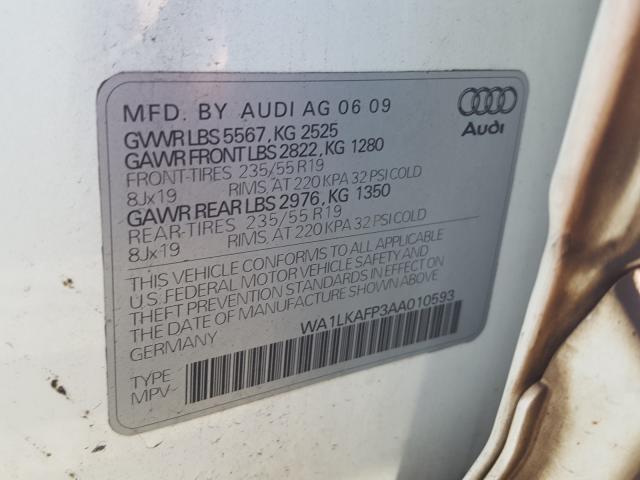 MFD. BY AUDI AG 06 09
Audi
GVWR LBS 5567, KG 2525
GAWR FRONT LBS 2822, KG 1280
FRONT-TIRES 235/55 R19
8Jx19 RIMS, AT 220 KPA 32 PSI COLD
GAWR REAR LBS 2976, KG 1350
REAR-TIRES 235/55 R19
8Jx19 RIMS, AT 220 KPA 32 PSI COLD
THIS VEHICLE CONFORMS TO ALL APPLICABLE
U.S. FEDERAL MOTOR VEHICLE SAFETY AND
THEFT PREVENTION STANDARDS IN EFFECT ON
THE DATE OF MANUFACTURE SHOWN ABOVE
GERMANY WA1LKAFP3AA010593
TYPE
MPV